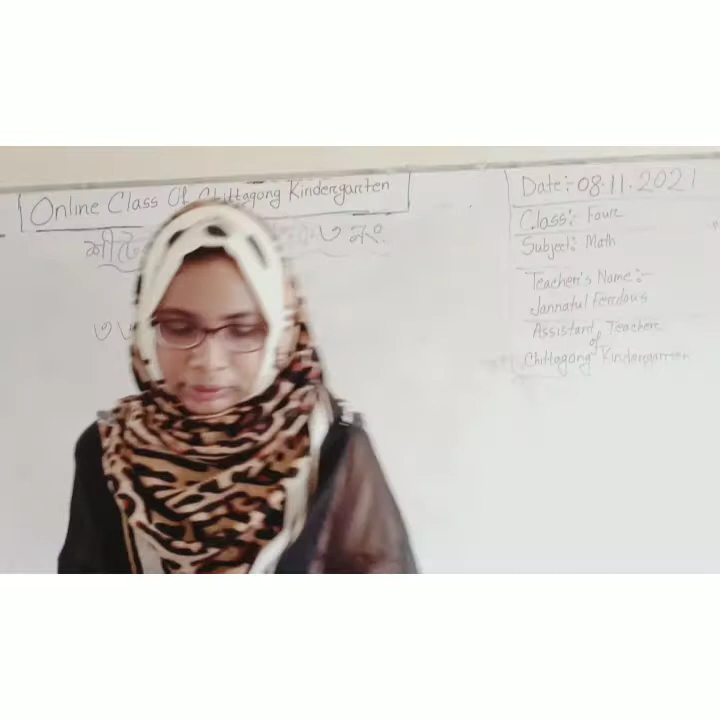 Online Class Of Chittagong Kindergarten
নং
Date:- 08.11.2021
Class:- Four
Subject: Math
Teacher's Name:-
Jannatul Ferdous
Assistant Teacher
of
Chittagong Kindergarten